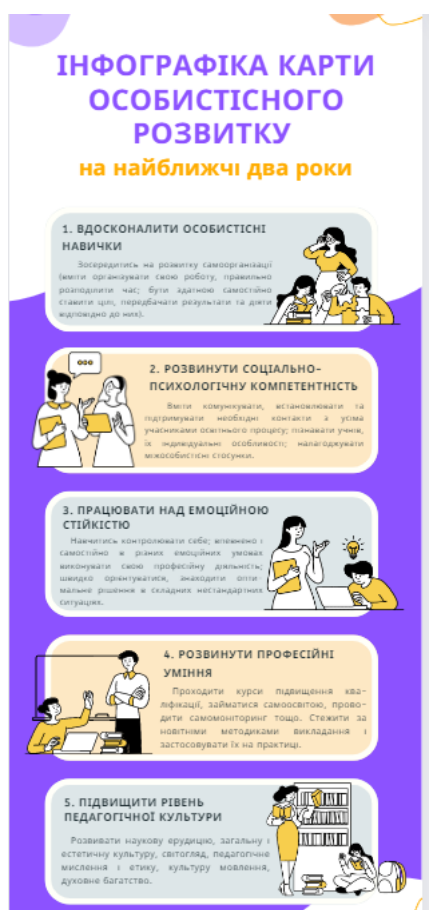 ІНФОГРАФІКА КАРТИ
ОСОБИСТІСНОГО
РОЗВИТКУ
на найближчі два роки
1. ВДОСКОНАЛИТИ ОСОБИСТІСНІ
НАВИЧКИ
Зосередитись на розвитку самоорганізації
(вміти організувати свою роботу, правильно
розподілити час; бути здатною самостійно
ставити цілі, передбачати результати та діяти
відповідно до них).
2. РОЗВИНУТИ СОЦІАЛЬНО-
ПСИХОЛОГІЧНУ КОМПЕТЕНТНІСТЬ
Вміти комунікувати, встановлювати та
підтримувати необхідні контакти з усіма
учасниками освітнього процесу; пізнавати учнів,
їх індивідуальні особливості; налагоджувати
міжособистісні стосунки.
3. ПРАЦЮВАТИ НАД ЕМОЦІЙНОЮ
СТІЙКІСТЮ
Навчитись контролювати себе; впевнено і
самостійно в різних емоційних умовах
виконувати свою професійну діяльність;
швидко орієнтуватися, знаходити опти-
мальне рішення в складних нестандартних
ситуаціях.
4. РОЗВИНУТИ ПРОФЕСІЙНІ
УМІННЯ
Проходити курси підвищення ква-
ліфікації, займатися самоосвітою, прово-
дити самомоніторинг тощо. Стежити за
новітніми методиками викладання і
застосовувати їх на практиці.
5. ПІДВИЩИТИ РІВЕНЬ
ПЕДАГОГІЧНОЇ КУЛЬТУРИ
Розвивати наукову ерудицію, загальну і
естетичну культуру, світогляд, педагогічне
мислення і етику, культуру мовлення,
духовне багатство.